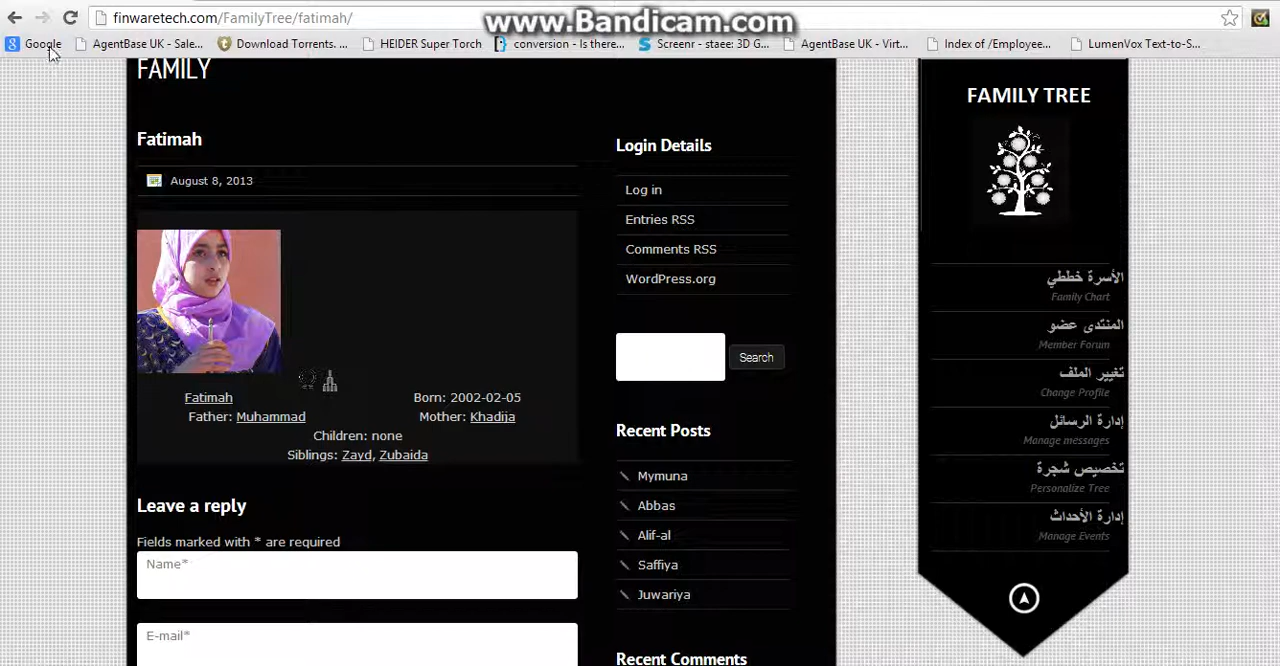 finwaretech.com/FamilyTree/fatimah/
www.Bandicam.com
Google
AgentBase UK - Sale...
Download Torrents. ...
HEIDER Super Torch
conversion - Is there...
Screenr - staee: 3D G...
AgentBase UK - Virt...
Index of /Employee...
LumenVox Text-to-S...
FAMILY
Fatimah
August 8, 2013
Fatimah
Born: 2002-02-05
Father: Muhammad
Mother: Khadija
Children: none
Siblings: Zayd, Zubaida
Leave a reply
Fields marked with * are required
Name*
E-mail*
Login Details
Log in
Entries RSS
Comments RSS
WordPress.org
Search
Recent Posts
Mymuna
Abbas
Alif-al
Saffiya
Juwariya
Recent Comments
FAMILY TREE
الأسرة خططي
Family Chart
المنتدى عضو
Member Forum
تغيير الملف
Change Profile
إدارة الرسائل
Manage messages
تخصيص شجرة
Personalize Tree
إدارة الأحداث
Manage Events